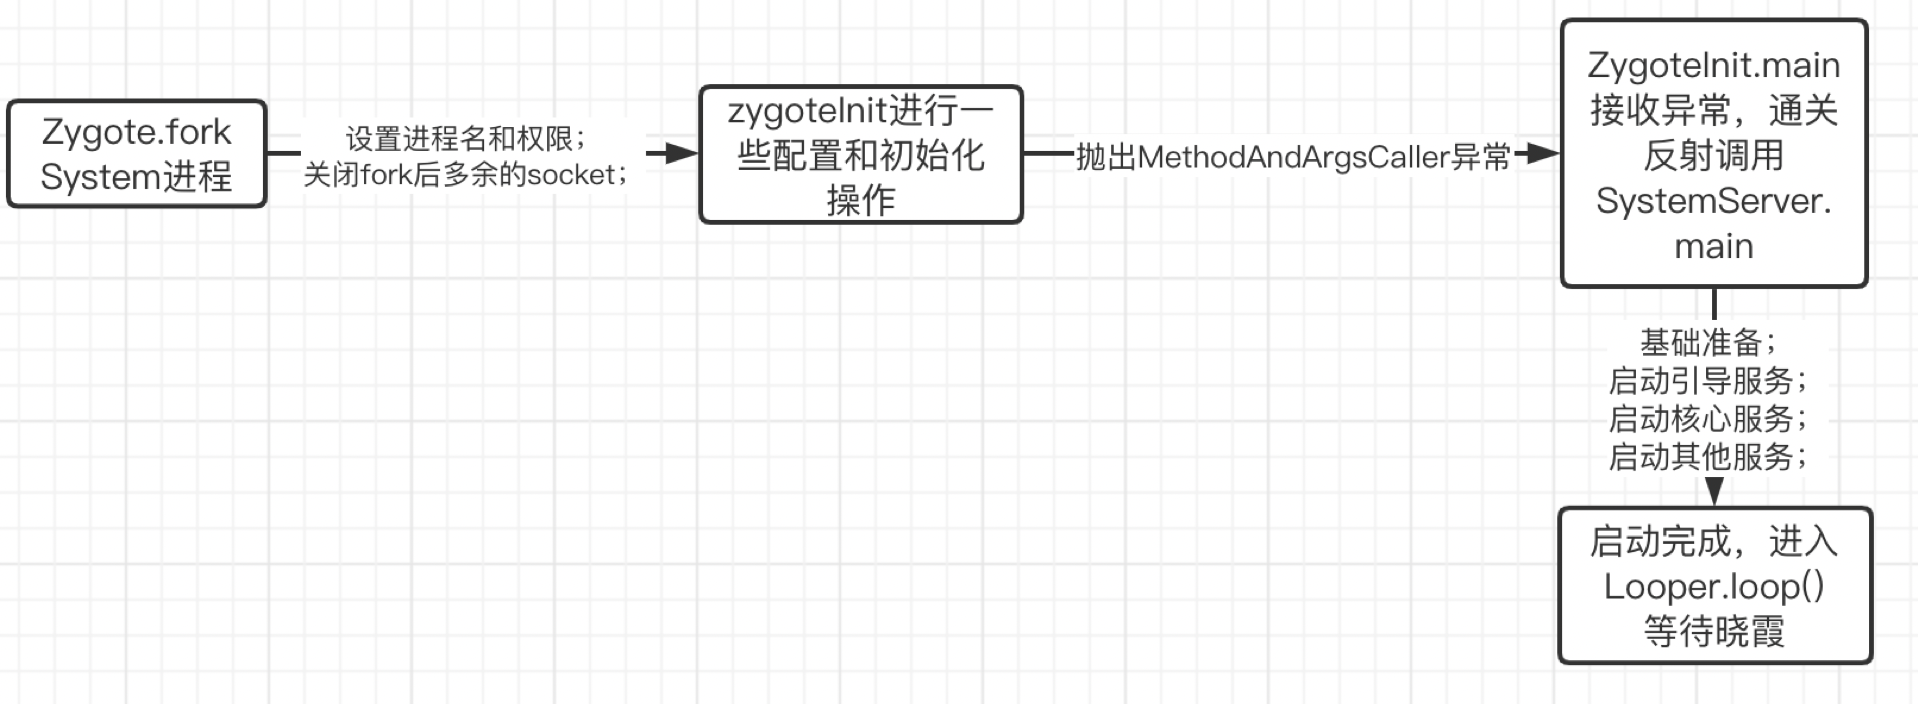 Zygote.fork
System进程
设置进程名和权限；
关闭fork后多余的socket；
zygoteInit进行一
些配置和初始化
操作
抛出MethodAndArgsCaller异常
ZygoteInit.main
接收异常，通关
反射调用
SystemServer.
main
基础准备；
启动引导服务；
启动核心服务；
启动其他服务；
启动完成，进入
Looper.loop()
等待晓霞